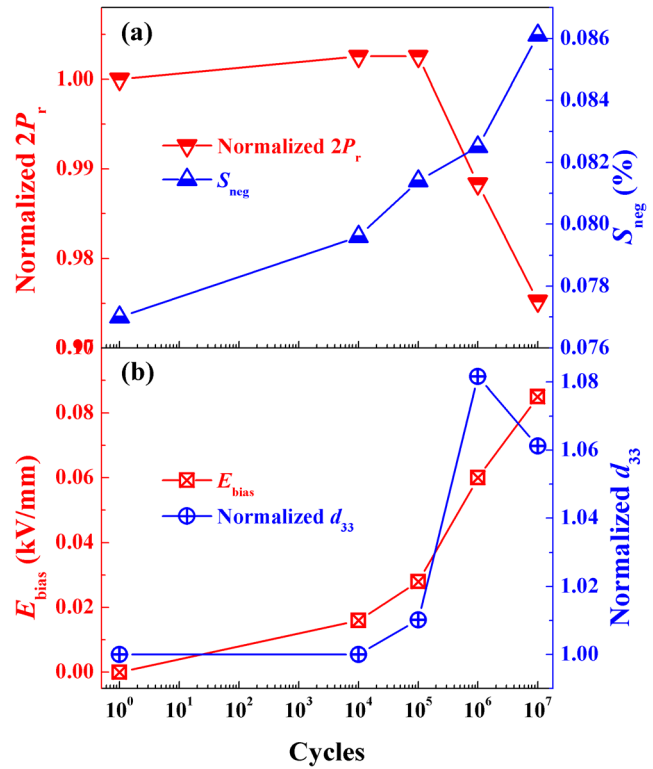 (a)
1.00
0.99
0.98
0.97
Normalized 2Pr
Normalized 2Pr
Sneg
0.086
0.084
0.082
0.080
0.078
0.076
Sneg (%)
(b)
0.08
0.06
0.04
0.02
0.00
Ebias (kV/mm)
Ebias
Normalized d33
1.08
1.06
1.04
1.02
1.00
Normalized d33
10^0 10^1 10^2 10^3 10^4 10^5 10^6 10^7
Cycles